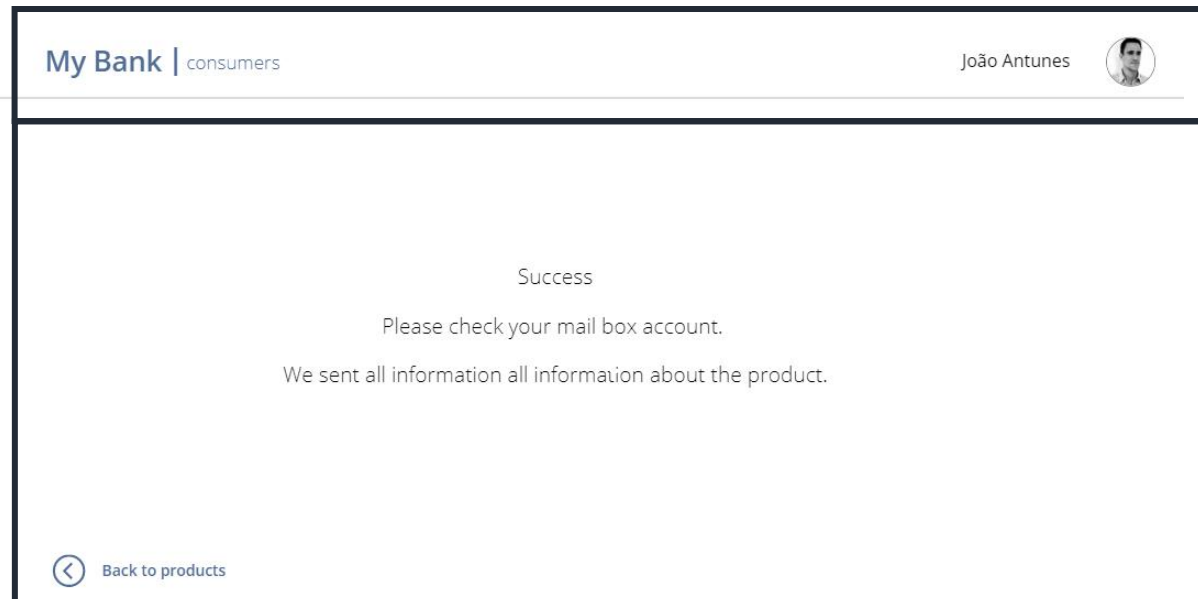 My Bank | consumers
João Antunes
Success
Please check your mail box account.
We sent all information all information about the product.
Back to products